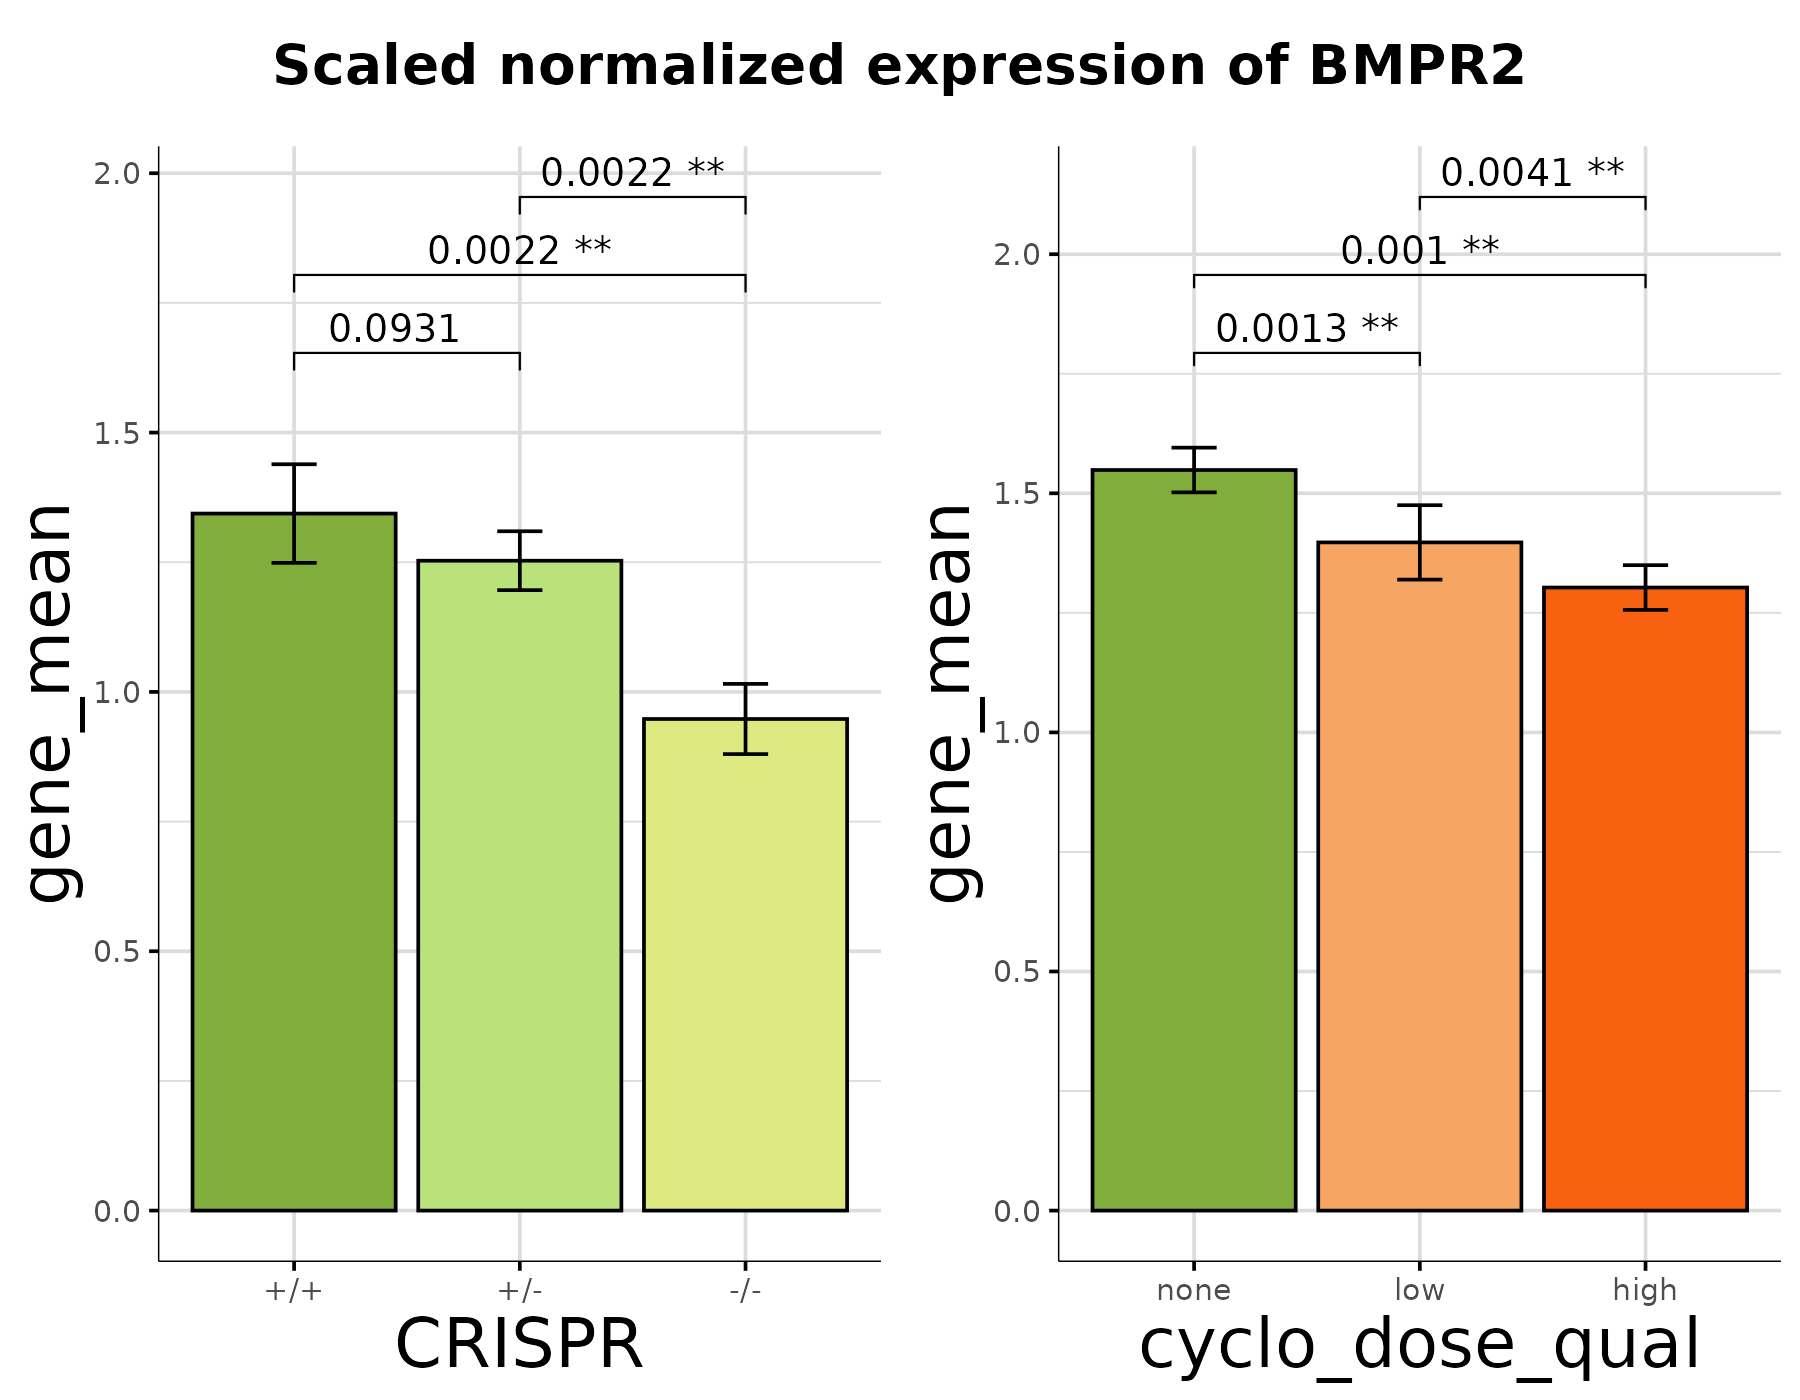 Scaled normalized expression of BMPR2
gene_mean
2.0
1.5
1.0
0.5
0.0
0.0022 **
0.0022 **
0.0931
+/+ +/- -/-
CRISPR
gene_mean
2.0
1.5
1.0
0.5
0.0
0.0041 **
0.001 **
0.0013 **
none low high
cyclo_dose_qual